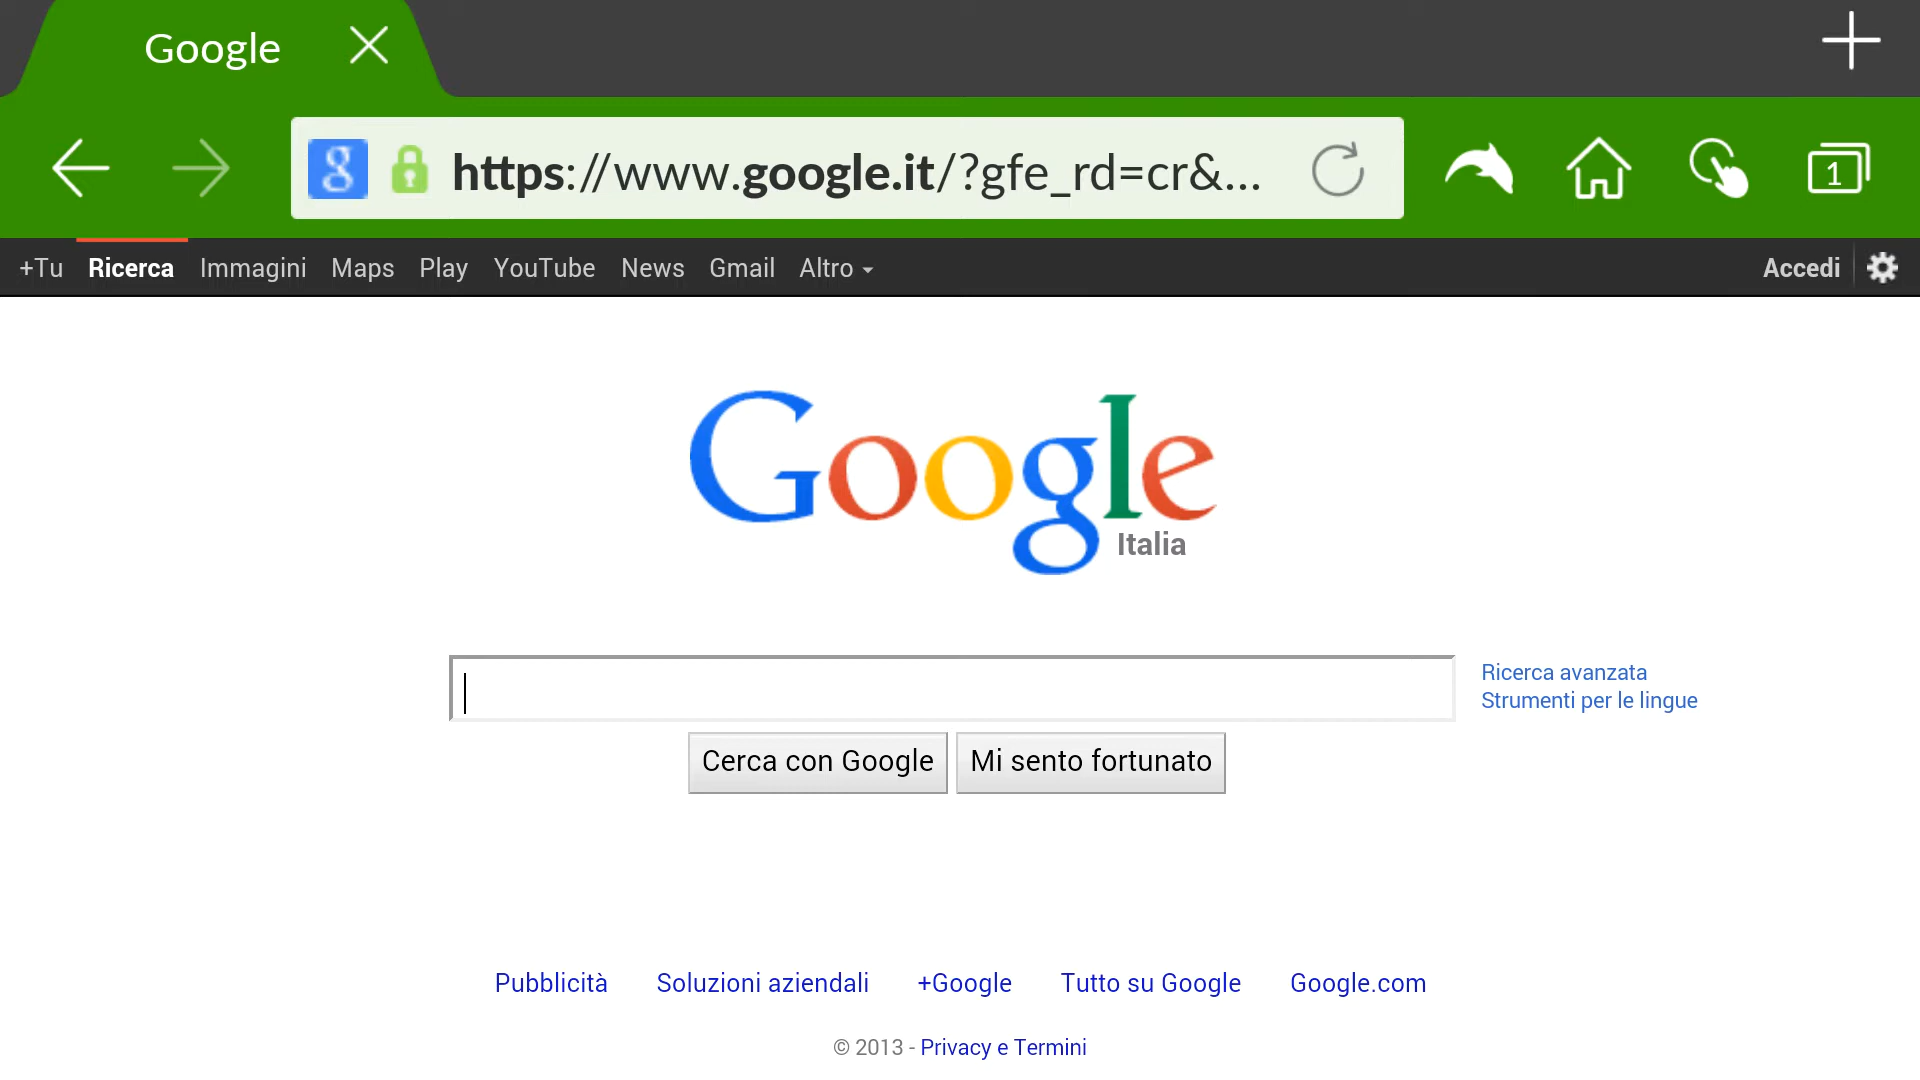 Google
https://www.google.it/?gfe_rd=cr&...
1
+Tu Ricerca Immagini Maps Play YouTube News Gmail Altro Accedi
Google
Italia
Ricerca avanzata
Strumenti per le lingue
Cerca con Google Mi sento fortunato
Pubblicità Soluzioni aziendali +Google Tutto su Google Google.com
© 2013 - Privacy e Termini